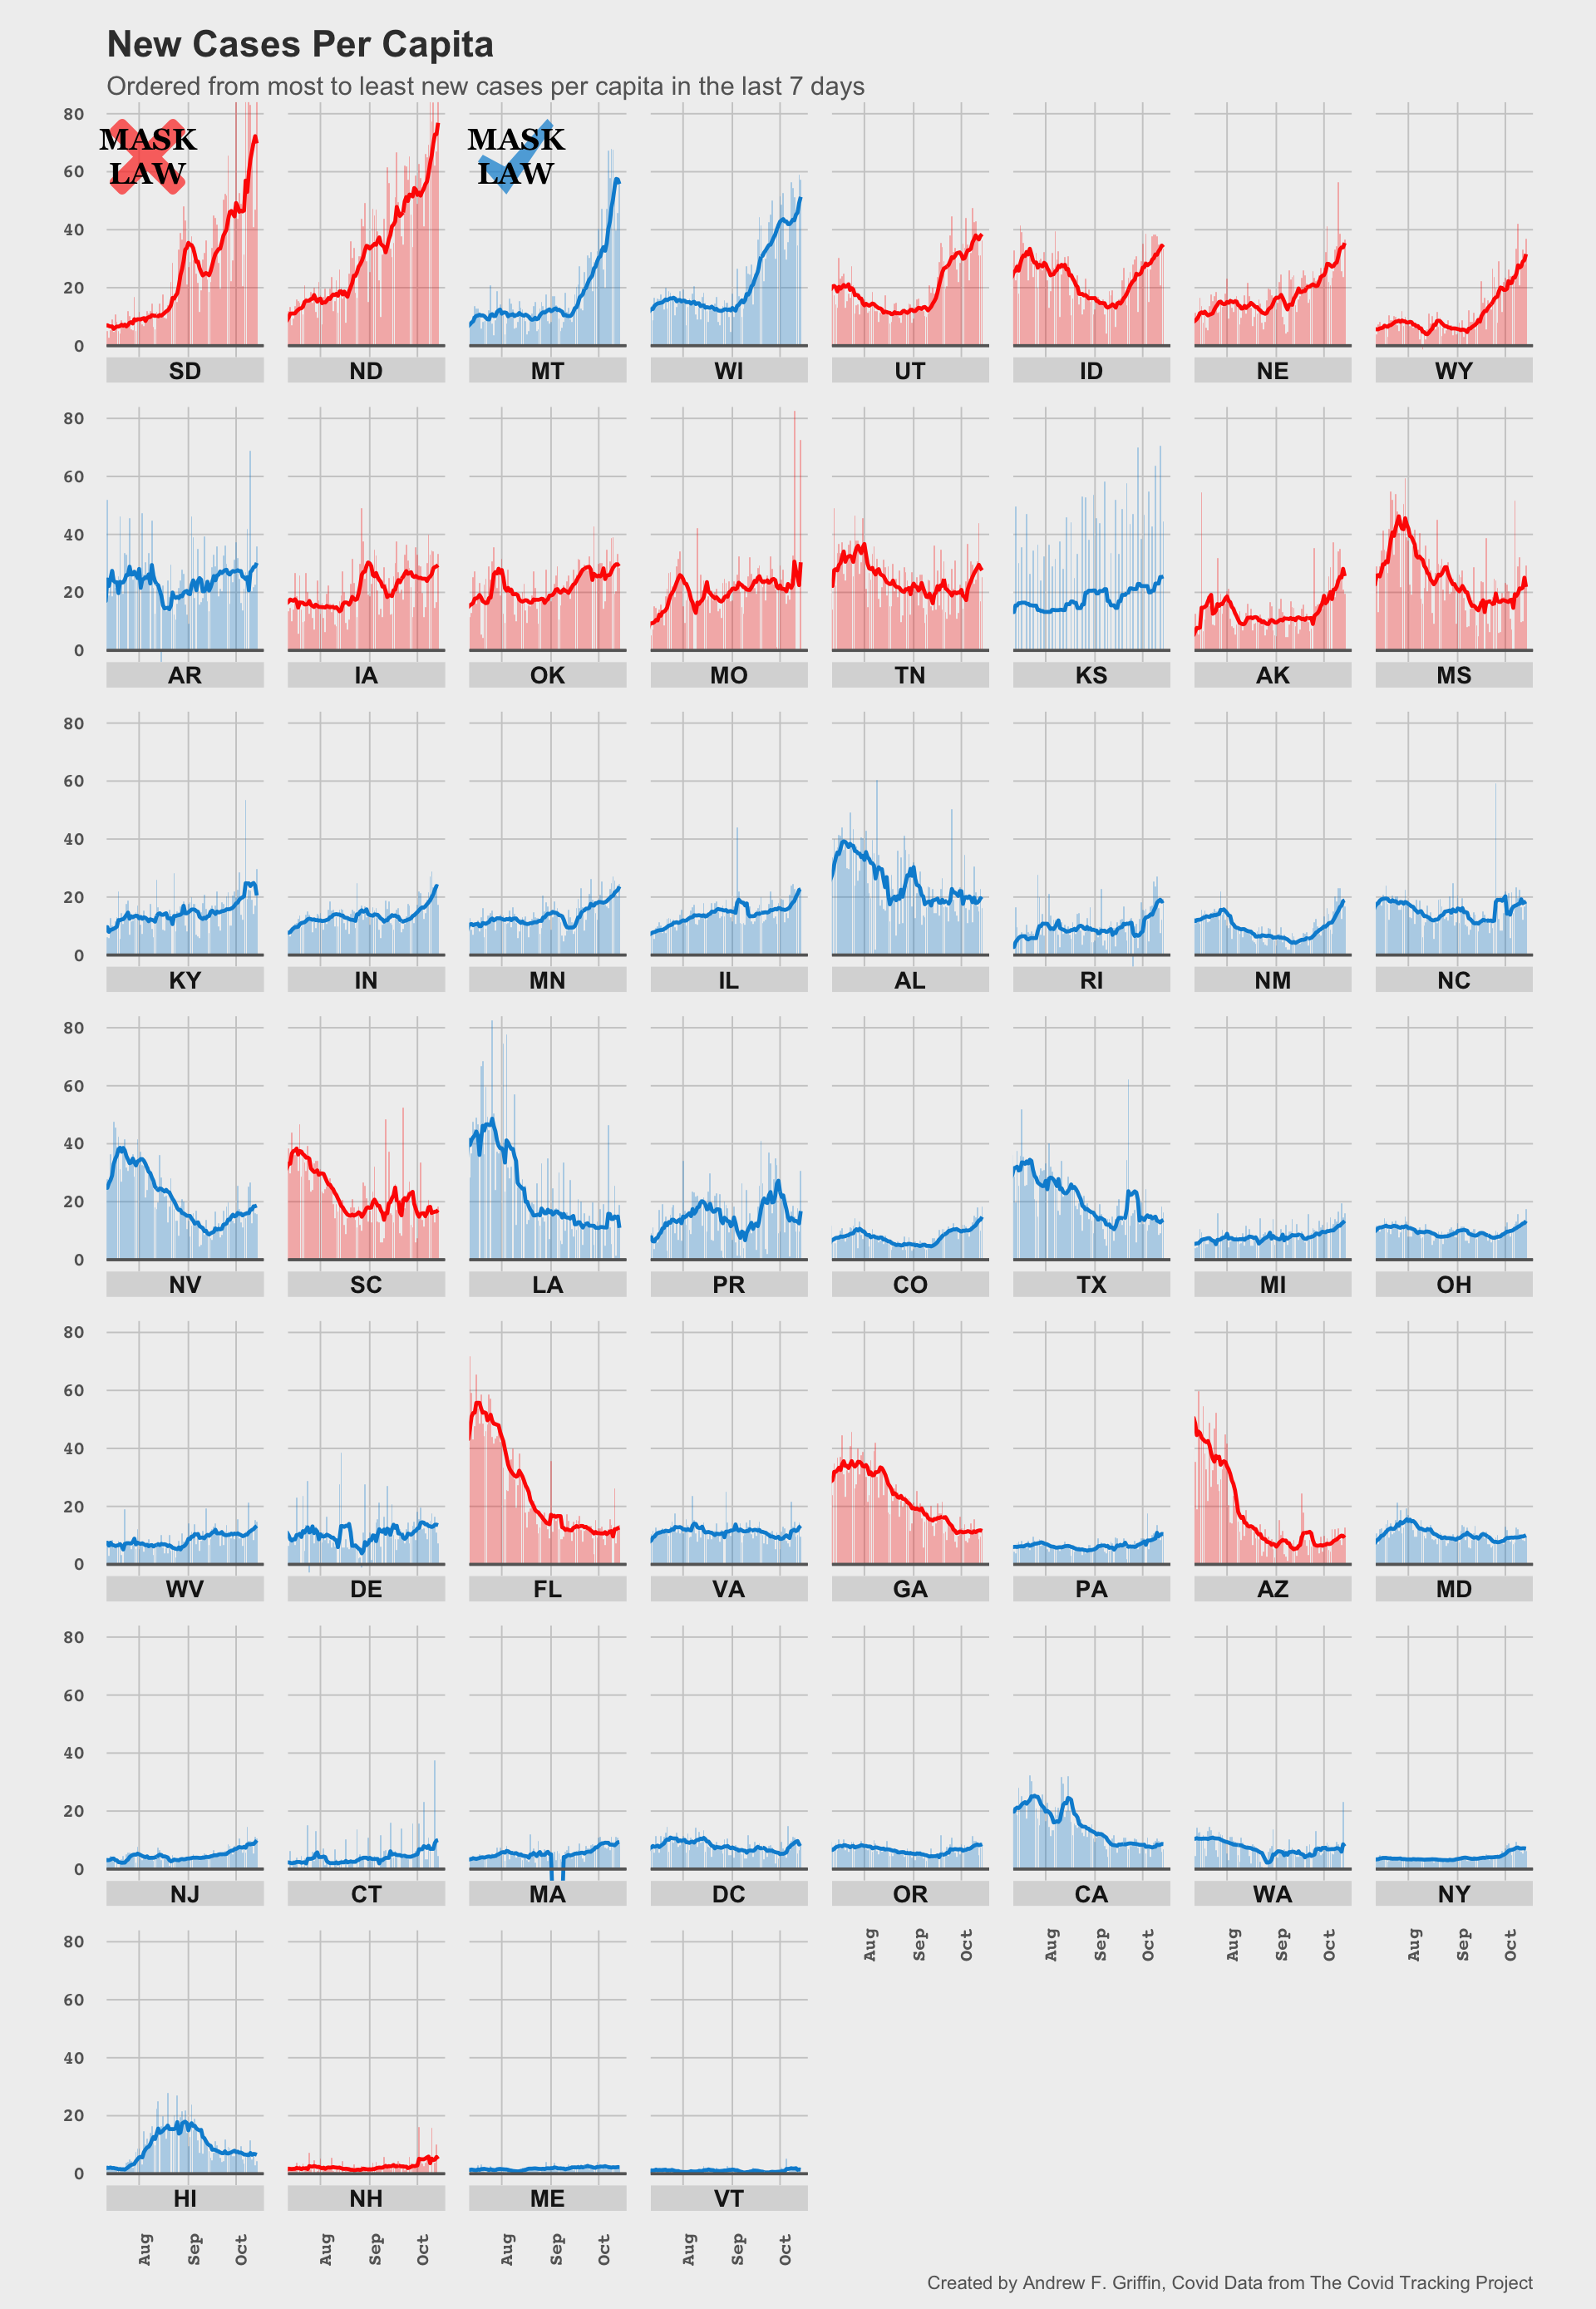 New Cases Per Capita
Ordered from most to least new cases per capita in the last 7 days
80
60
40
20
0
MASK
LAW
MASK
LAW
SD ND MT WI UT ID NE WY
80
60
40
20
0
AR IA OK MO TN KS AK MS
80
60
40
20
0
KY IN MN IL AL RI NM NC
80
60
40
20
0
NV SC LA PR CO TX MI OH
80
60
40
20
0
WV DE FL VA GA PA AZ MD
80
60
40
20
0
NJ CT MA DC OR CA WA NY
Aug Sep Oct Aug Sep Oct Aug Sep Oct Aug Sep Oct
80
60
40
20
0
HI NH ME VT
Aug Sep Oct Aug Sep Oct Aug Sep Oct Aug Sep Oct
Created by Andrew F. Griffin, Covid Data from The Covid Tracking Project